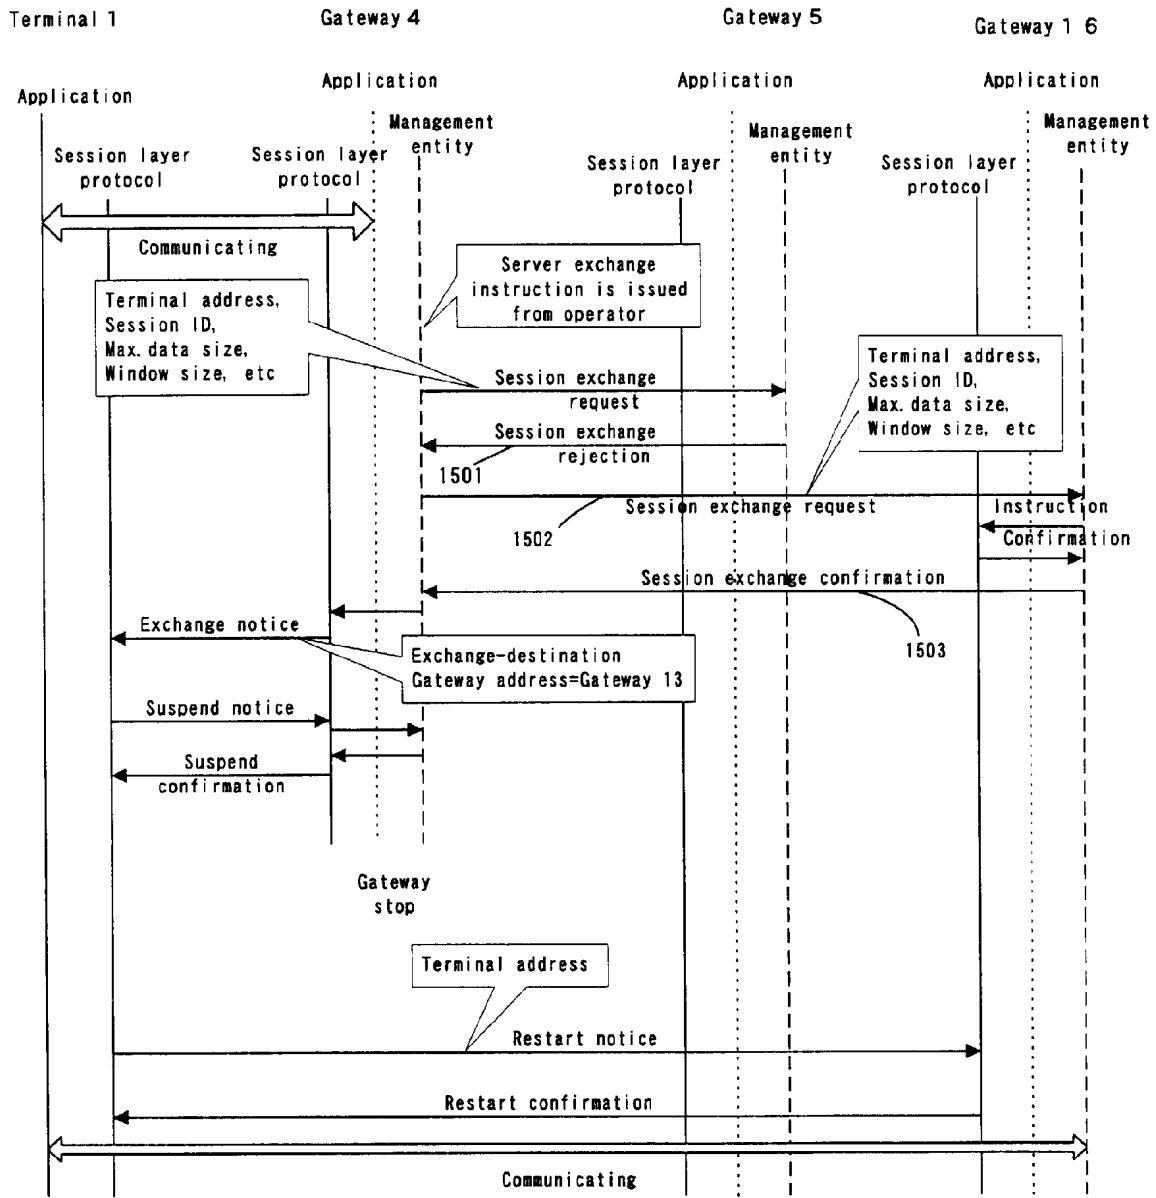 Terminal 1
Gateway 4
Gateway 5
Gateway 1 6
Application
Application
Application
Application
Management
entity
Management
entity
Management
entity
Session layer
protocol
Session layer
protocol
Session layer
protocol
Session layer
protocol
Communicating
Server exchange
instruction is issued
from operator
Terminal address,
Session ID,
Max. data size,
Window size, etc
Terminal address,
Session ID,
Max. data size,
Window size, etc
Session exchange
request
Session exchange
rejection
1501
Session exchange request
1502
Instruction
Confirmation
Session exchange confirmation
1503
Exchange notice
Exchange-destination
Gateway address=Gateway 13
Suspend notice
Suspend
confirmation
Gateway
stop
Terminal address
Restart notice
Restart confirmation
Communicating